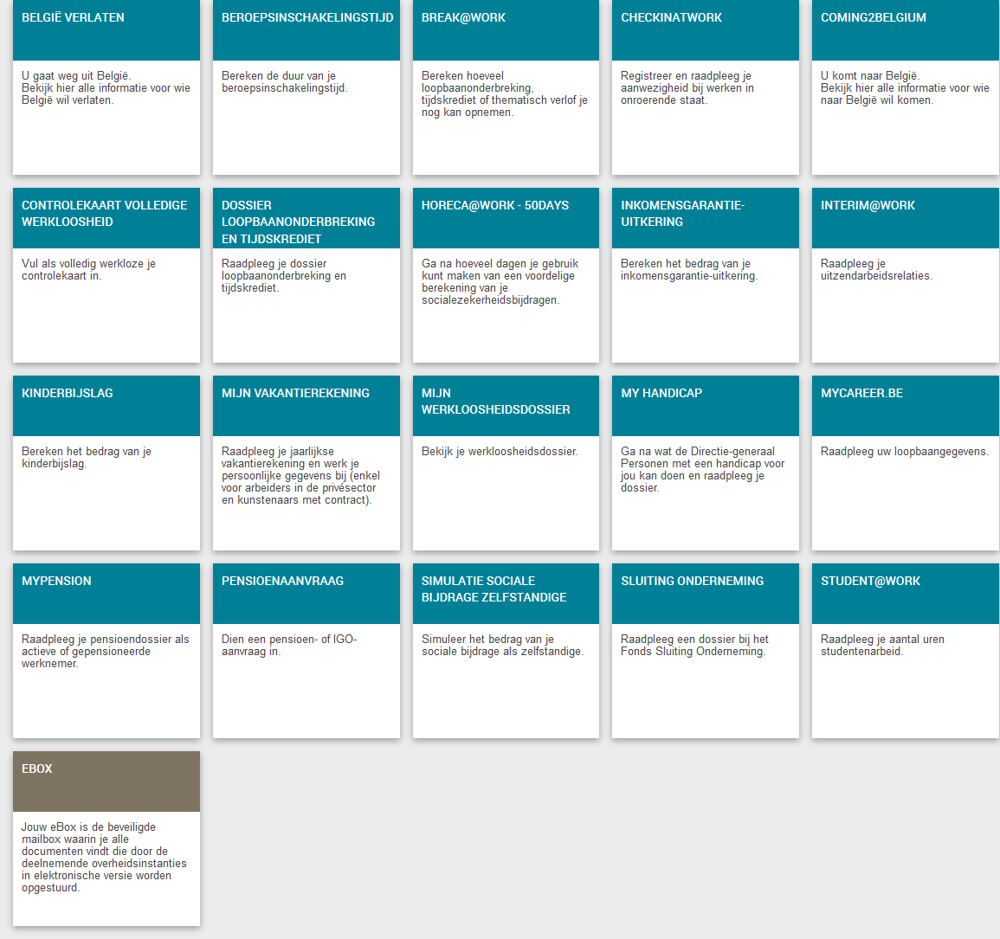 BELGIË VERLATEN
U gaat weg uit België.
Bekijk hier alle informatie voor wie
België wil verlaten.
BEROEPSINSCHAKELINGSTIJD
Bereken de duur van je
beroepsinschakelingstijd.
BREAK@WORK
Bereken hoeveel
loopbaanonderbreking,
tijdskrediet of thematisch verlof je
nog kan opnemen.
CHECKINATWORK
Registreer en raadpleeg je
aanwezigheid bij werken in
onroerende staat.
COMING2BELGIUM
U komt naar België.
Bekijk hier alle informatie voor wie
naar België wil komen.
CONTROLEKAART VOLLEDIGE
WERKLOOSHEID
Vul als volledig werkloze je
controlekaart in.
DOSSIER
LOOPBAANONDERBREKING
EN TIJDSKREDIET
Raadpleeg je dossier
loopbaanonderbreking en
tijdskrediet.
HORECA@WORK - 50DAYS
Ga na hoeveel dagen je gebruik
kunt maken van een voordelige
berekening van je
socialezekerheidsbijdragen.
INKOMENSGARANTIE-
UITKERING
Bereken het bedrag van je
inkomensgarantie-uitkering.
INTERIM@WORK
Raadpleeg je
uitzendarbeidsrelaties.
KINDERBIJSLAG
Bereken het bedrag van je
kinderbijslag.
MIJN VAKANTIEREKENING
Raadpleeg je jaarlijkse
vakantierekening en werk je
persoonlijke gegevens bij (enkel
voor arbeiders in de privésector
en kunstenaars met contract).
MIJN
WERKLOOSHEIDSDOSSIER
Bekijk je werkloosheidsdossier.
MY HANDICAP
Ga na wat de Directie-generaal
Personen met een handicap voor
jou kan doen en raadpleeg je
dossier.
MYCAREER.BE
Raadpleeg uw loopbaangegevens.
MYPENSION
Raadpleeg je pensioendossier als
actieve of gepensioneerde
werknemer.
PENSIOENAANVRAAG
Dien een pensioen- of IGO-
aanvraag in.
SIMULATIE SOCIALE
BIJDRAGE ZELFSTANDIGE
Simuleer het bedrag van je
sociale bijdrage als zelfstandige.
SLUITING ONDERNEMING
Raadpleeg een dossier bij het
Fonds Sluiting Onderneming.
STUDENT@WORK
Raadpleeg je aantal uren
studentenarbeid.
EBOX
Jouw eBox is de beveiligde
mailbox waarin je alle
documenten vindt die door de
deelnemende overheidsinstanties
in elektronische versie worden
opgestuurd.